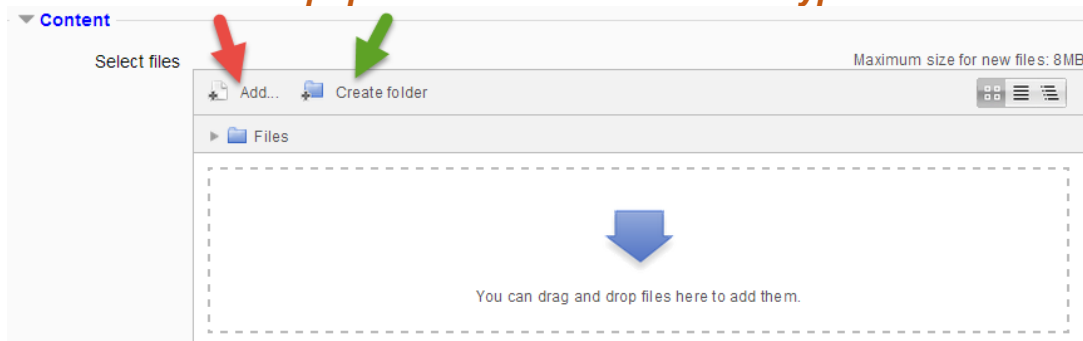 Content
Select files
Maximum size for new files: 8MB
Add... Create folder
Files
You can drag and drop files here to add them.